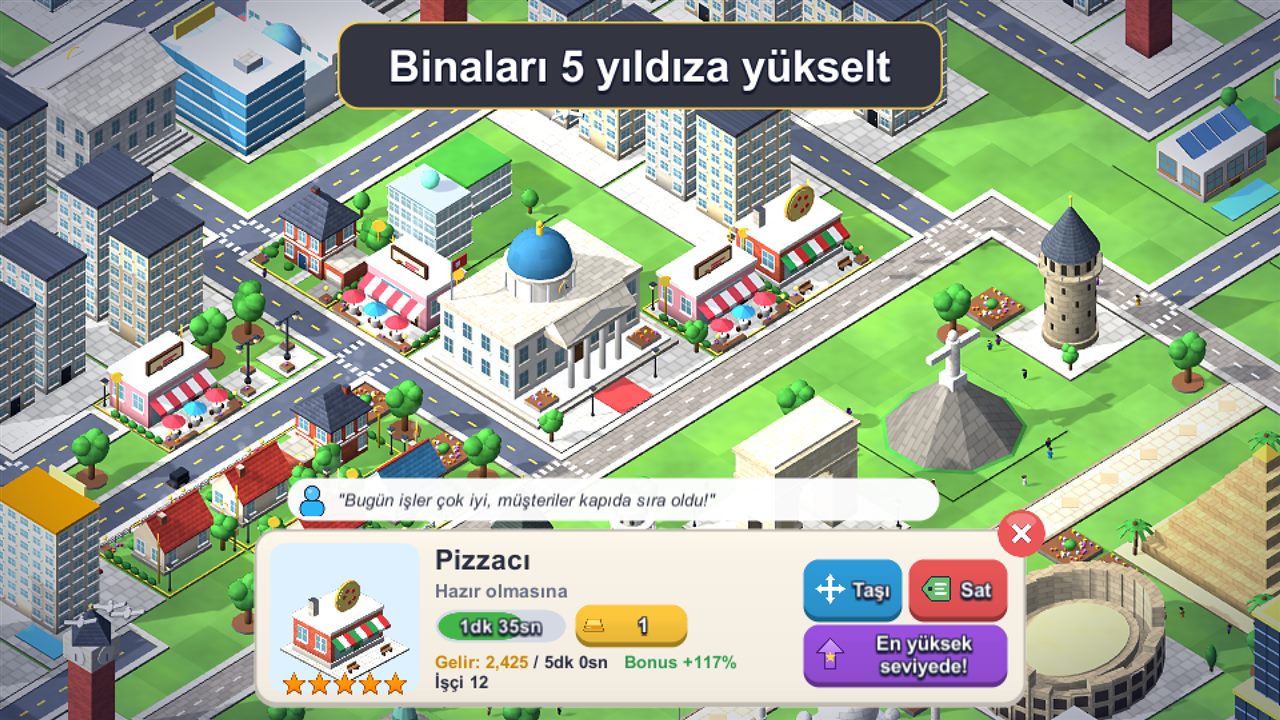 Binaları 5 yıldıza yükselt
"Bugün işler çok iyi, müşteriler kapıda sıra oldu!"
Pizzacı
Hazır olmasına
1dk 35sn
1
Gelir: 2,425 / 5dk 0sn Bonus +117%
İşçi 12
Taşı
Sat
En yüksek
seviyede!